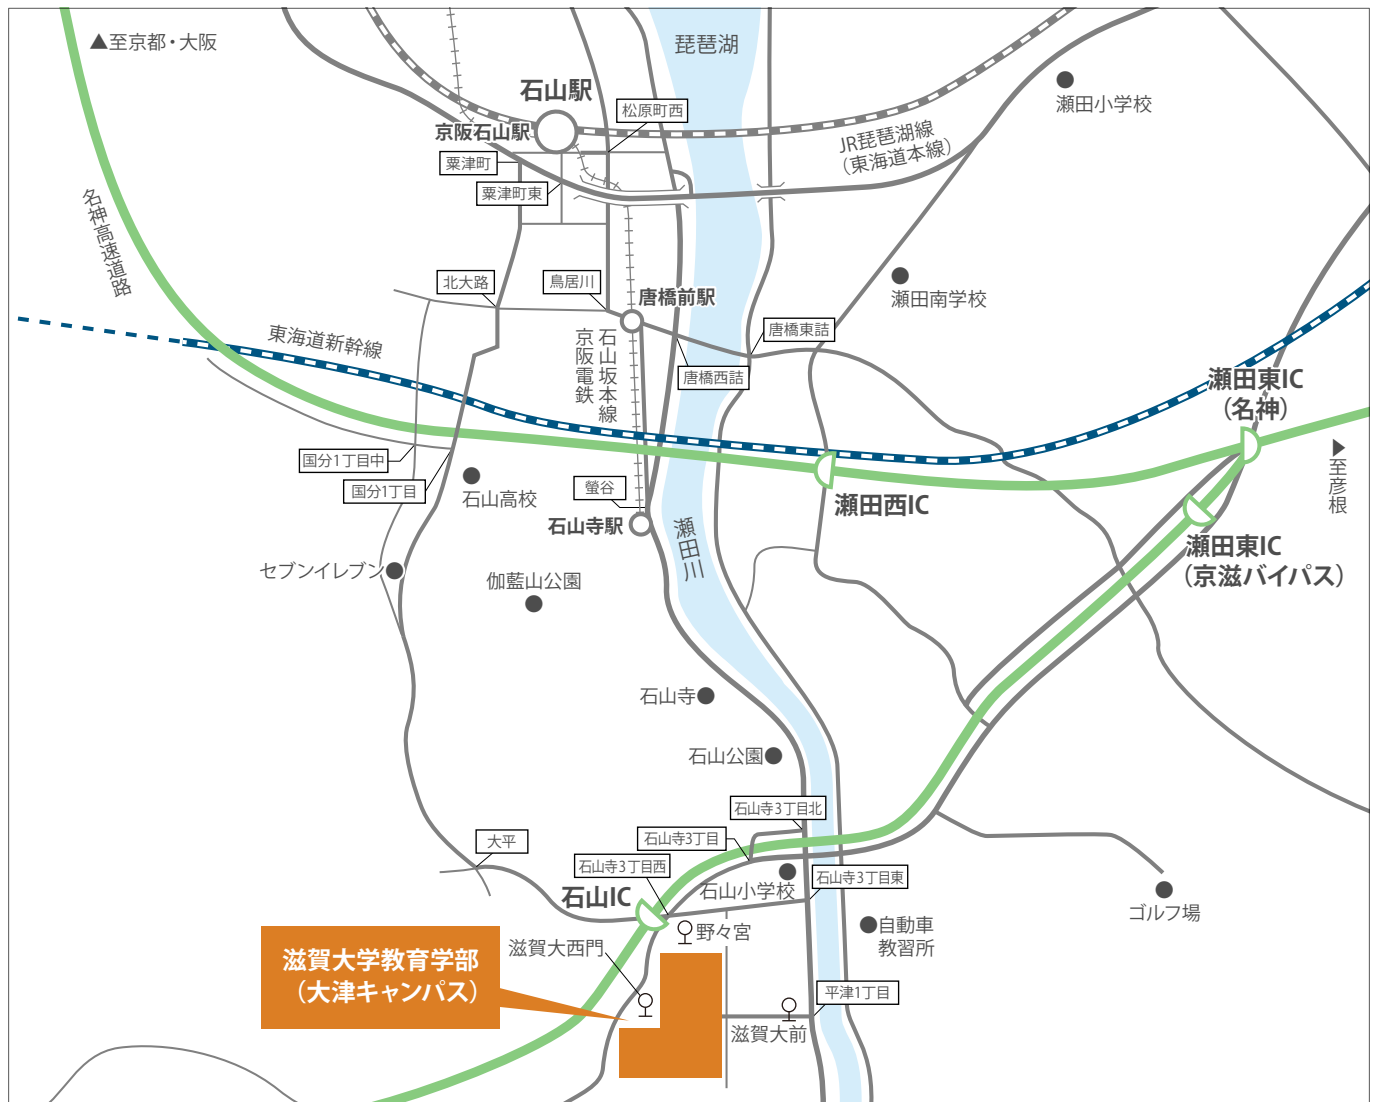 ▲至京都・大阪
琵琶湖
石山駅
松原町西
瀬田小学校
京阪石山駅
JR琵琶湖線
（東海道本線）
粟津町
粟津町東
名神高速道路
北大路
鳥居川
唐橋前駅
瀬田南学校
東海道新幹線
石山坂本線
京阪電鉄
唐橋東詰
唐橋西詰
瀬田東IC
（名神）
国分1丁目中
国分1丁目
石山高校
螢谷
瀬田西IC
▶至彦根
石山寺駅
瀬田川
瀬田東IC
（京滋バイパス）
セブンイレブン
伽藍山公園
石山寺
石山公園
石山寺3丁目北
大平
石山寺3丁目
石山寺3丁目西
石山小学校
石山寺3丁目東
石山IC
ゴルフ場
野々宮
自動車
教習所
滋賀大西門
滋賀大学教育学部
（大津キャンパス）
平津1丁目
滋賀大前